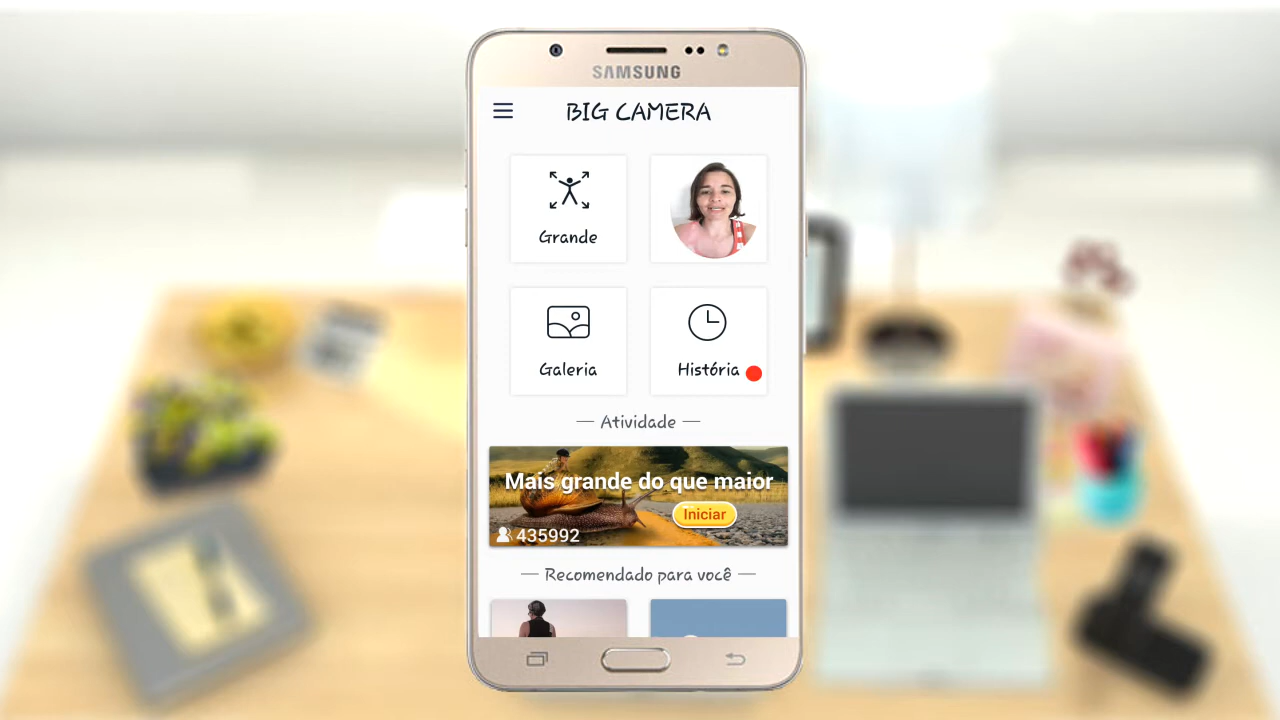 SAMSUNG
BIG CAMERA
Grande
Galeria
História
— Atividade —
Mais grande do que maior
Iniciar
435992
— Recomendado para você —